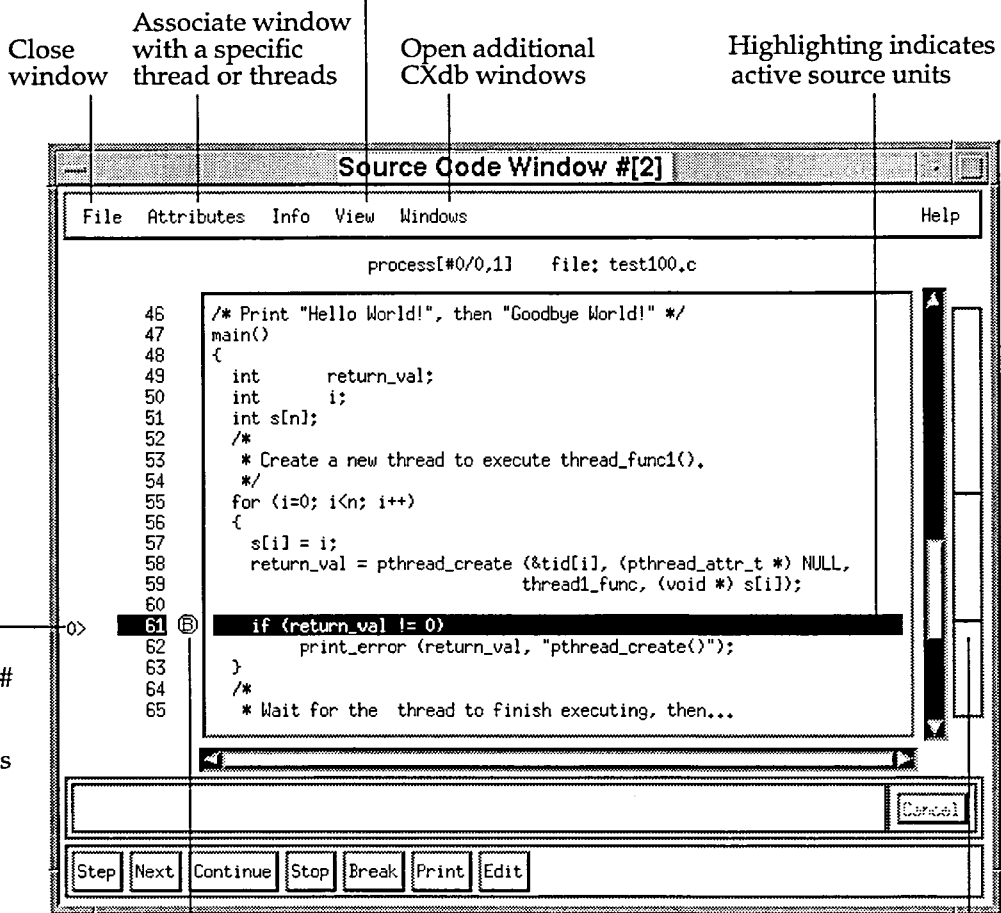 Close
window
Associate window
with a specific
thread or threads
Open additional
CXdb windows
Highlighting indicates
active source units
Source Code Window #[2]
File Attributes Info View Windows Help
process[#0/0,1] file: test100.c
46 /* Print "Hello World!", then "Goodbye World!" */
47 main()
48 {
49 int return_val;
50 int i;
51 int s[n];
52 /*
53 * Create a new thread to execute thread_func1().
54 */
55 for (i=0; i<n; i++)
56 {
57 s[i] = i;
58 return_val = pthread_create (&tid[i], (pthread_attr_t *) NULL,
59 thread1_func, (void *) s[i]);
60
0> 61 B if (return_val != 0)
62 print_error (return_val, "pthread_create()");
63 }
64 /*
65 * Wait for the thread to finish executing, then...
#
s
Cancel
Step Next Continue Stop Break Print Edit